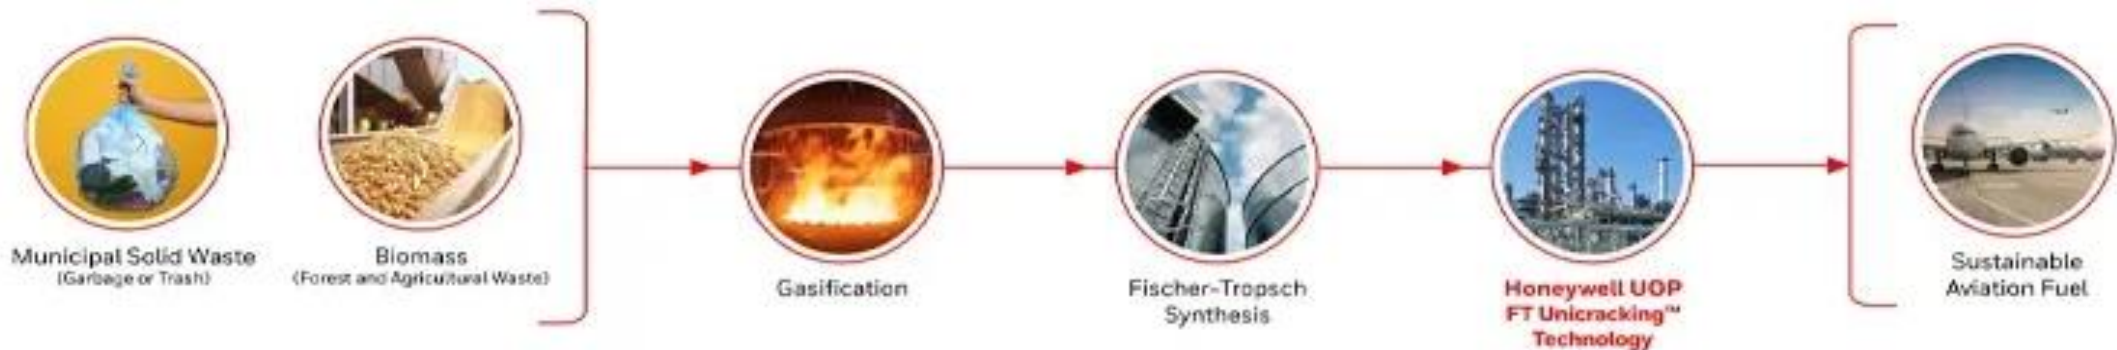 Municipal Solid Waste
(Garbage or Trash)
Biomass
(Forest and Agricultural Waste)
Gasification
Fischer-Tropsch
Synthesis
Honeywell UOP
FT Unicracking™
Technology
Sustainable
Aviation Fuel